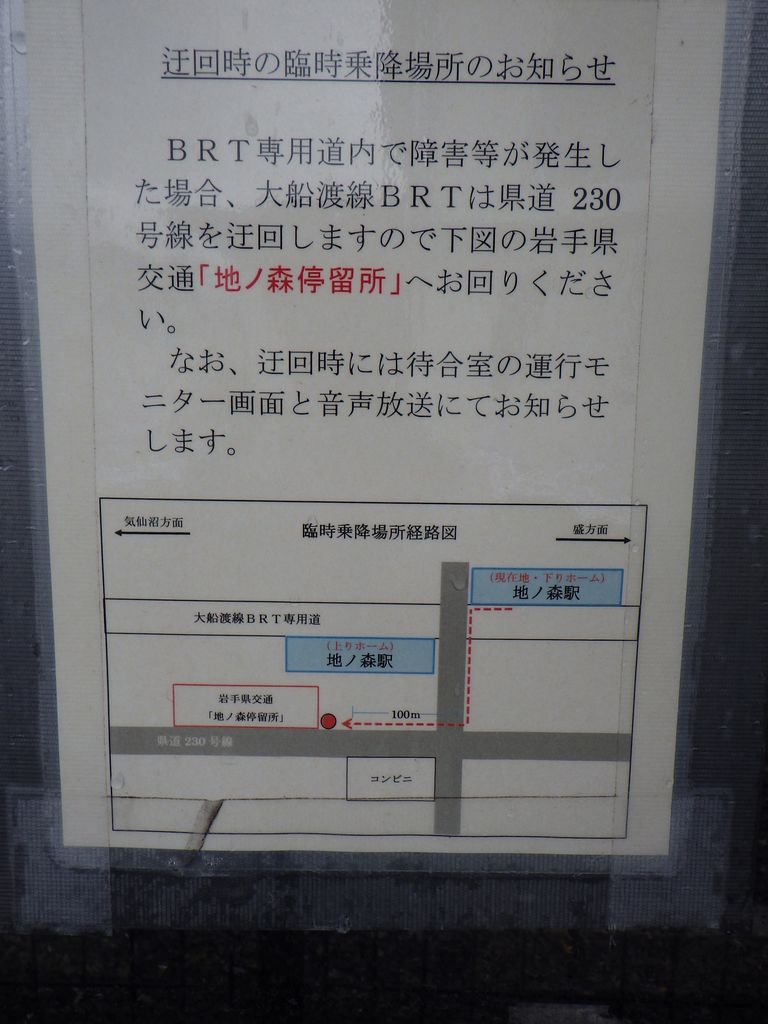 迂回時の臨時乗降場所のお知らせ
ＢＲＴ専用道内で障害等が発生し
た場合、大船渡線ＢＲＴは県道 230
号線を迂回しますので下図の岩手県
交通「地ノ森停留所」へお回りくださ
い。
なお、迂回時には待合室の運行モ
ニター画面と音声放送にてお知らせ
します。
気仙沼方面
臨時乗降場所経路図
盛方面
（現在地・下りホーム）
地ノ森駅
大船渡線ＢＲＴ専用道
（上りホーム）
地ノ森駅
岩手県交通
「地ノ森停留所」
100m
県道 230 号線
コンビニ